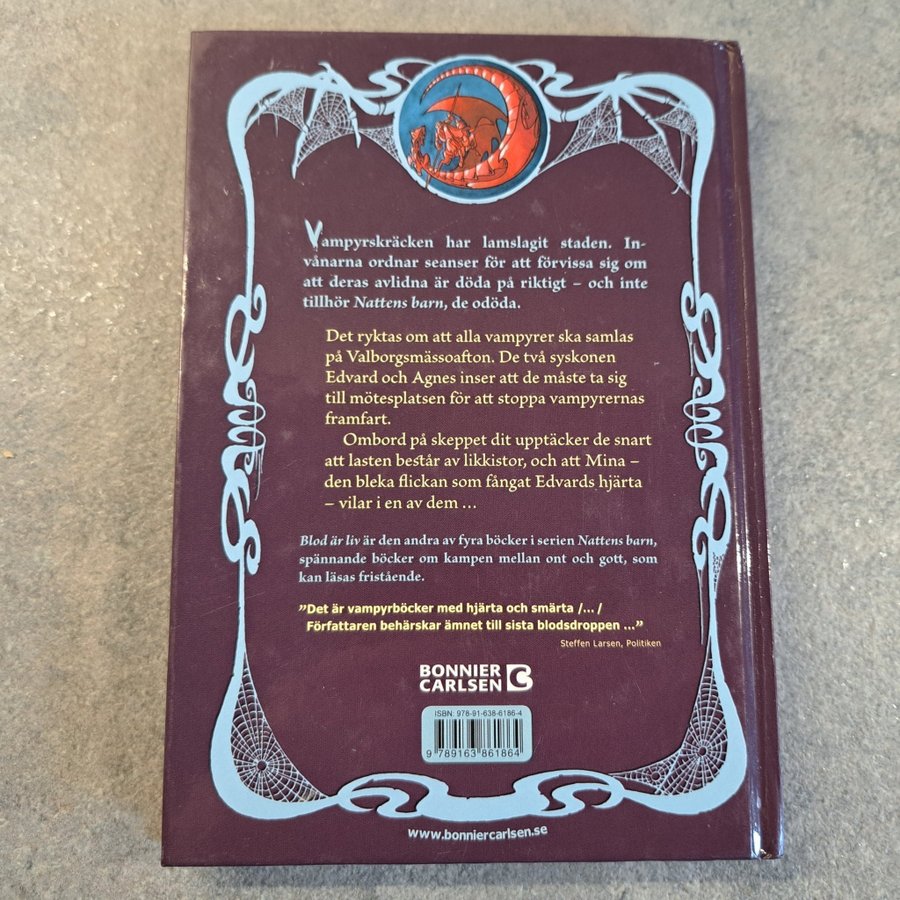 Vampyrskräcken har lamslagit staden. In-
vånarna ordnar seanser för att förvissa sig om
att deras avlidna är döda på riktigt – och inte
tillhör Nattens barn, de odöda.
Det ryktas om att alla vampyrer ska samlas
på Valborgsmässoafton. De två syskonen
Edvard och Agnes inser att de måste ta sig
till mötesplatsen för att stoppa vampyrernas
framfart.
Ombord på skeppet dit upptäcker de snart
att lasten består av likkistor, och att Mina –
den bleka flickan som fångat Edvards hjärta
– vilar i en av dem ...
Blod är liv är den andra av fyra böcker i serien Nattens barn,
spännande böcker om kampen mellan ont och gott, som
kan läsas fristående.
”Det är vampyrböcker med hjärta och smärta /... /
Författaren behärskar ämnet till sista blodsdroppen ...”
Steffen Larsen, Politiken
BONNIER
CARLSEN
ISBN: 978-91-638-6186-4
9 789163 861864
www.bonniercarlsen.se